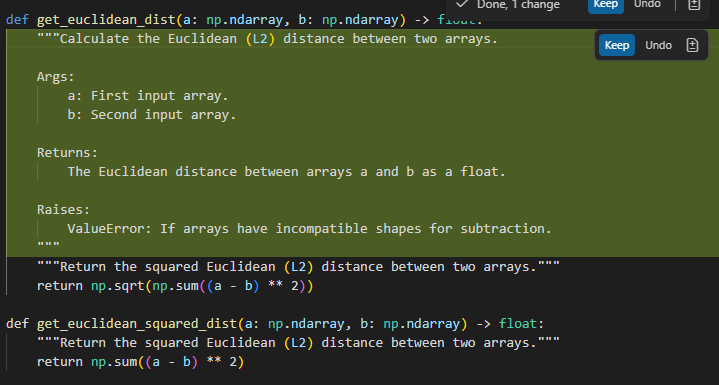 Done, 1 change Keep Undo
def get_euclidean_dist(a: np.ndarray, b: np.ndarray) -> float:
"""Calculate the Euclidean (L2) distance between two arrays.
Keep Undo
Args:
a: First input array.
b: Second input array.
Returns:
The Euclidean distance between arrays a and b as a float.
Raises:
ValueError: If arrays have incompatible shapes for subtraction.
"""
"""Return the squared Euclidean (L2) distance between two arrays."""
return np.sqrt(np.sum((a - b) ** 2))
def get_euclidean_squared_dist(a: np.ndarray, b: np.ndarray) -> float:
"""Return the squared Euclidean (L2) distance between two arrays."""
return np.sum((a - b) ** 2)